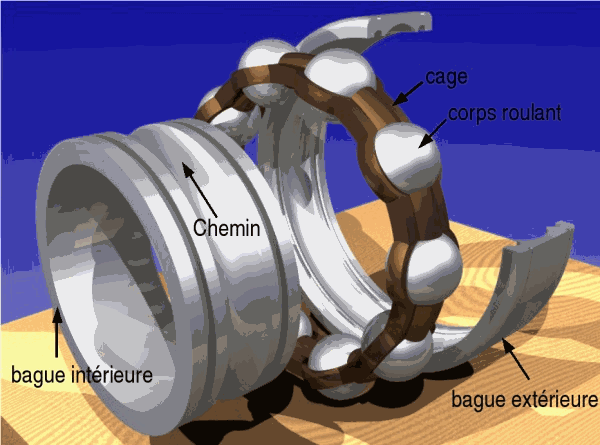 cage
corps roulant
Chemin
bague intérieure
bague extérieure